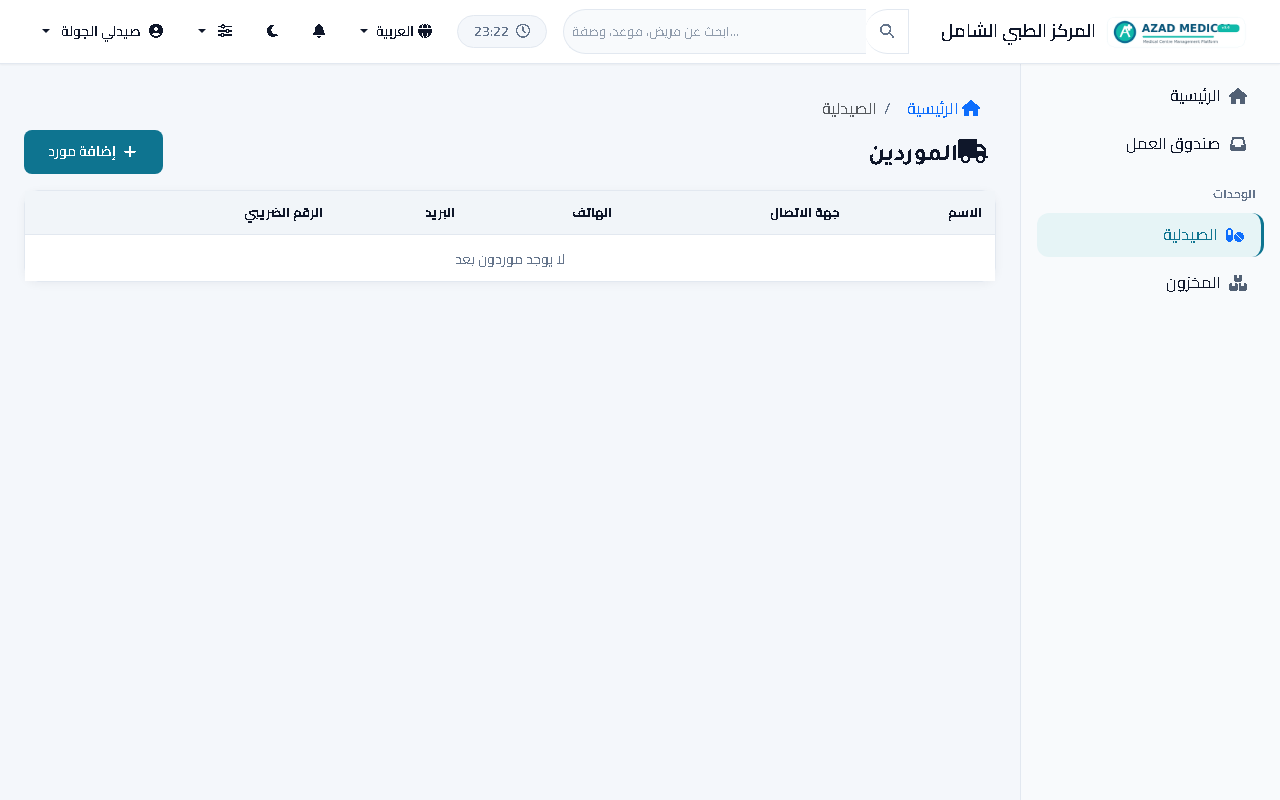 AZAD MEDIC
Medical Centre Management Platform
المركز الطبي الشامل
ابحث عن مريض، موعد، وصفة...
23:22
العربية
صيدلي الجولة
الرئيسية
صندوق العمل
الوحدات
الصيدلية
المخزون
الرئيسية / الصيدلية
الموردين
إضافة مورد
الاسم جهة الاتصال الهاتف البريد الرقم الضريبي
لا يوجد موردون بعد